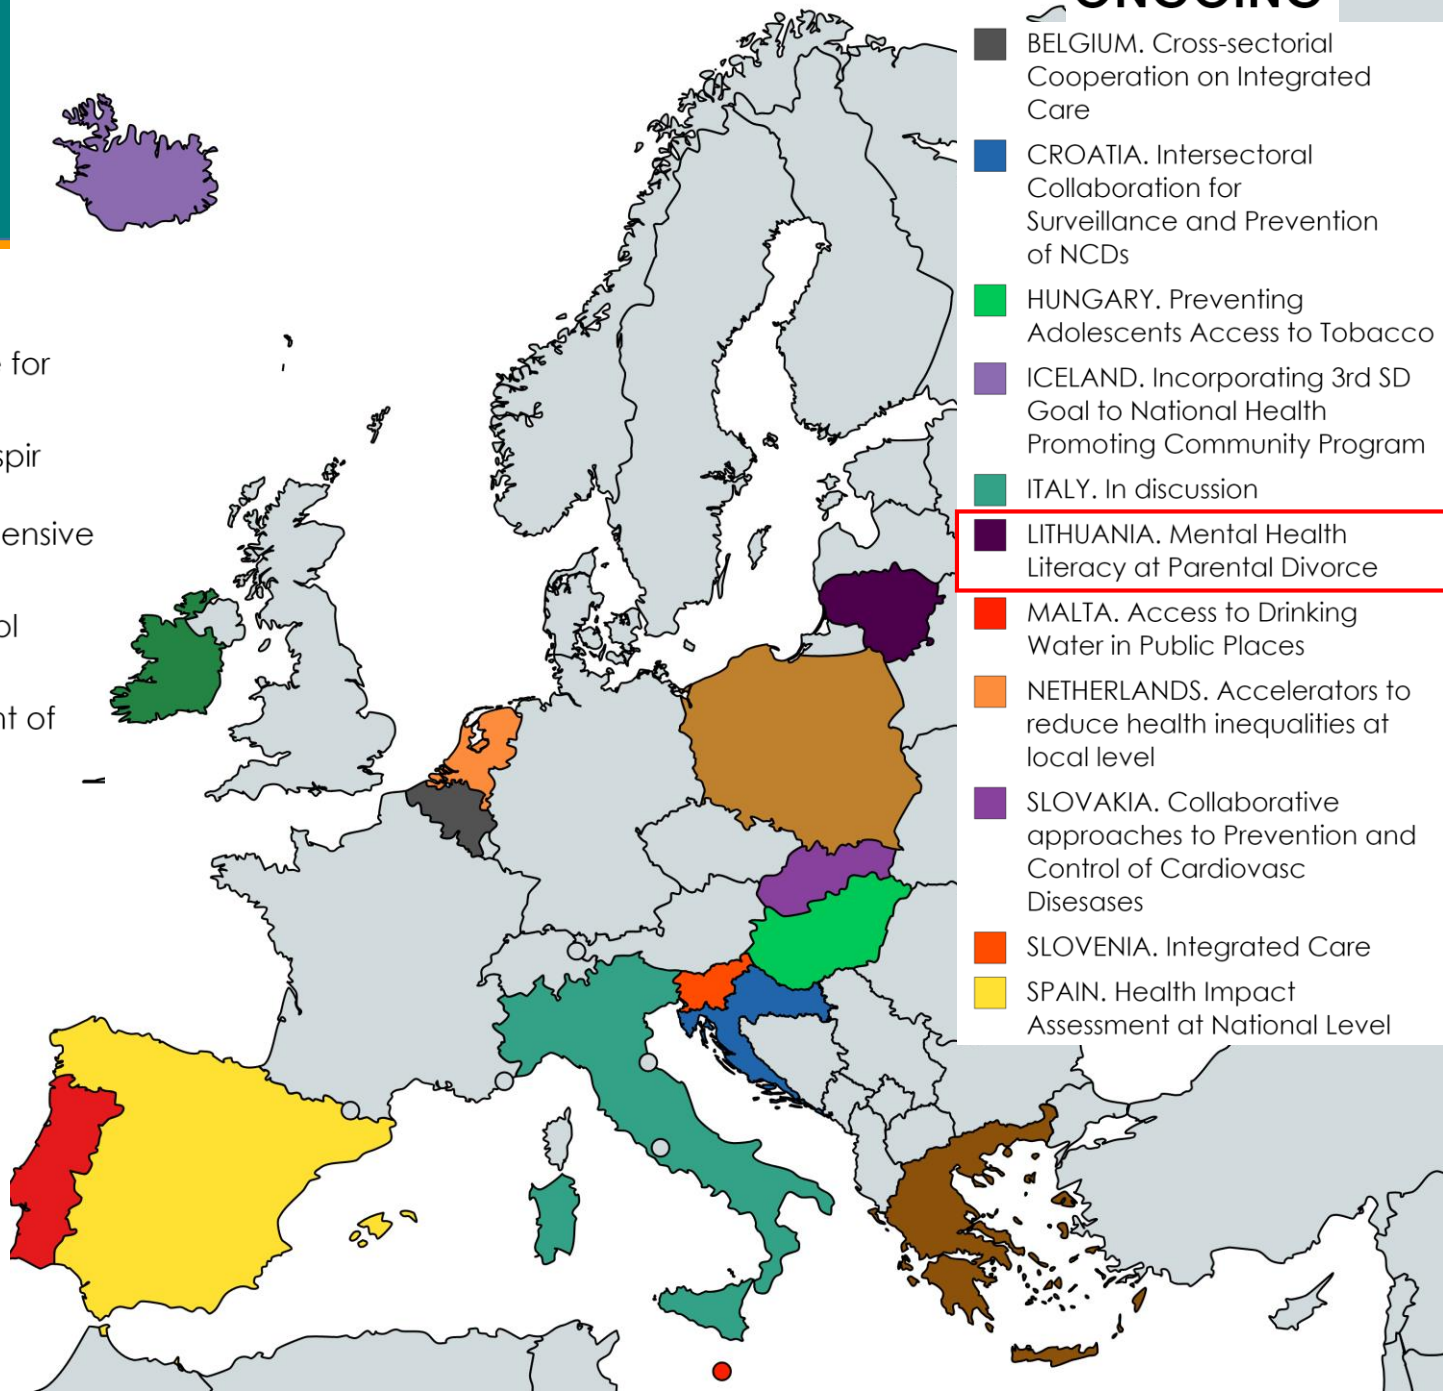 for
spir
ensive
ol
nt of
ONGOING
BELGIUM. Cross-sectorial
Cooperation on Integrated
Care
CROATIA. Intersectoral
Collaboration for
Surveillance and Prevention
of NCDs
HUNGARY. Preventing
Adolescents Access to Tobacco
ICELAND. Incorporating 3rd SD
Goal to National Health
Promoting Community Program
ITALY. In discussion
LITHUANIA. Mental Health
Literacy at Parental Divorce
MALTA. Access to Drinking
Water in Public Places
NETHERLANDS. Accelerators to
reduce health inequalities at
local level
SLOVAKIA. Collaborative
approaches to Prevention and
Control of Cardiovasc
Disesases
SLOVENIA. Integrated Care
SPAIN. Health Impact
Assessment at National Level